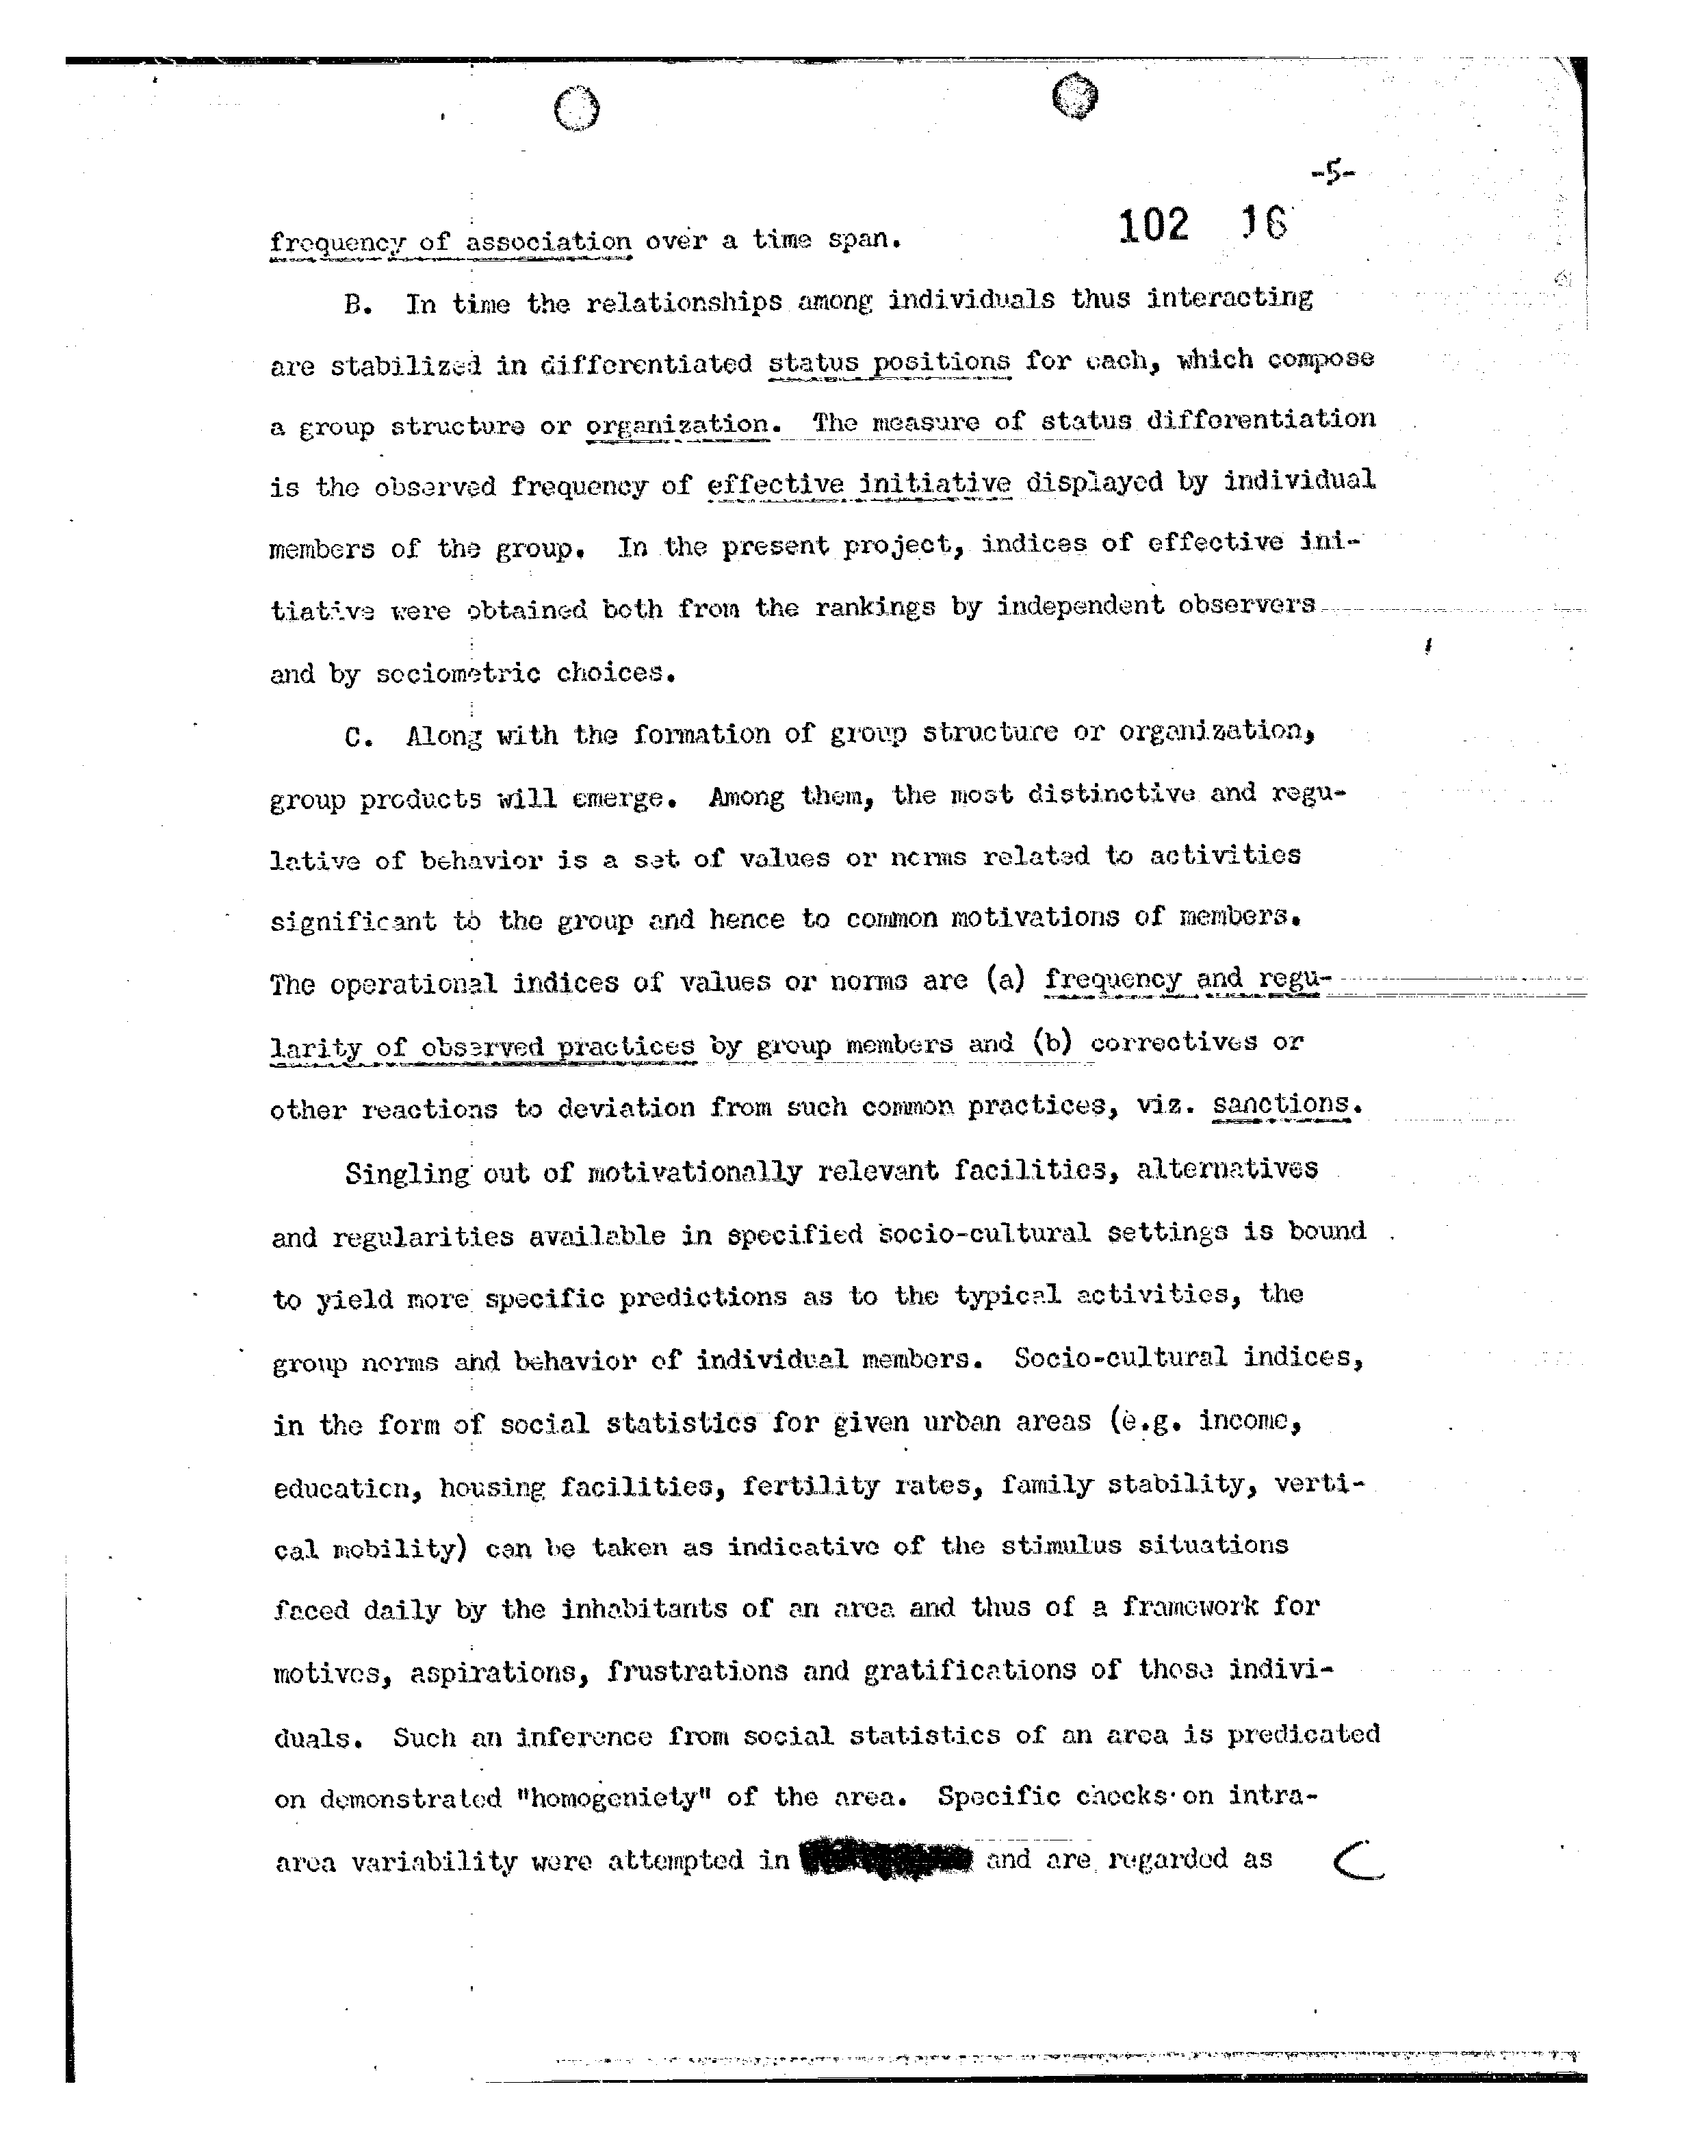 -5-
102 16
frequency of association over a time span.
B. In time the relationships among individuals thus interacting
are stabilized in differentiated status positions for each, which compose
a group structure or organization. The measure of status differentiation
is the observed frequency of effective initiative displayed by individual
members of the group. In the present project, indices of effective ini-
tiative were obtained both from the rankings by independent observers
and by sociometric choices.
C. Along with the formation of group structure or organization,
group products will emerge. Among them, the most distinctive and regu-
lative of behavior is a set of values or norms related to activities
significant to the group and hence to common motivations of members.
The operational indices of values or norms are (a) frequency and regu-
larity of observed practices by group members and (b) correctives or
other reactions to deviation from such common practices, viz. sanctions.
Singling out of motivationally relevant facilities, alternatives
and regularities available in specified socio-cultural settings is bound
to yield more specific predictions as to the typical activities, the
group norms and behavior of individual members. Socio-cultural indices,
in the form of social statistics for given urban areas (e.g. income,
education, housing facilities, fertility rates, family stability, verti-
cal mobility) can be taken as indicative of the stimulus situations
faced daily by the inhabitants of an area and thus of a framework for
motives, aspirations, frustrations and gratifications of those indivi-
duals. Such an inference from social statistics of an area is predicated
on demonstrated "homogeniety" of the area. Specific checks on intra-
area variability were attempted in and are regarded as C